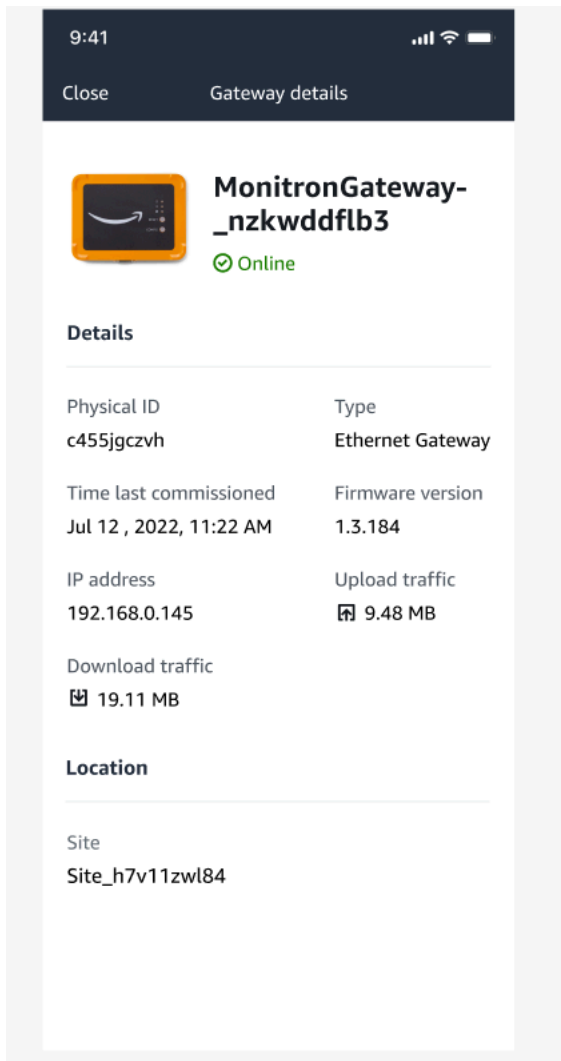 9:41
Close
Gateway details
MonitronGateway-
_nzkwddflb3
Online
Details
Physical ID
c455jgczvh
Type
Ethernet Gateway
Time last commissioned
Jul 12 , 2022, 11:22 AM
Firmware version
1.3.184
IP address
192.168.0.145
Upload traffic
9.48 MB
Download traffic
19.11 MB
Location
Site
Site_h7v11zwl84